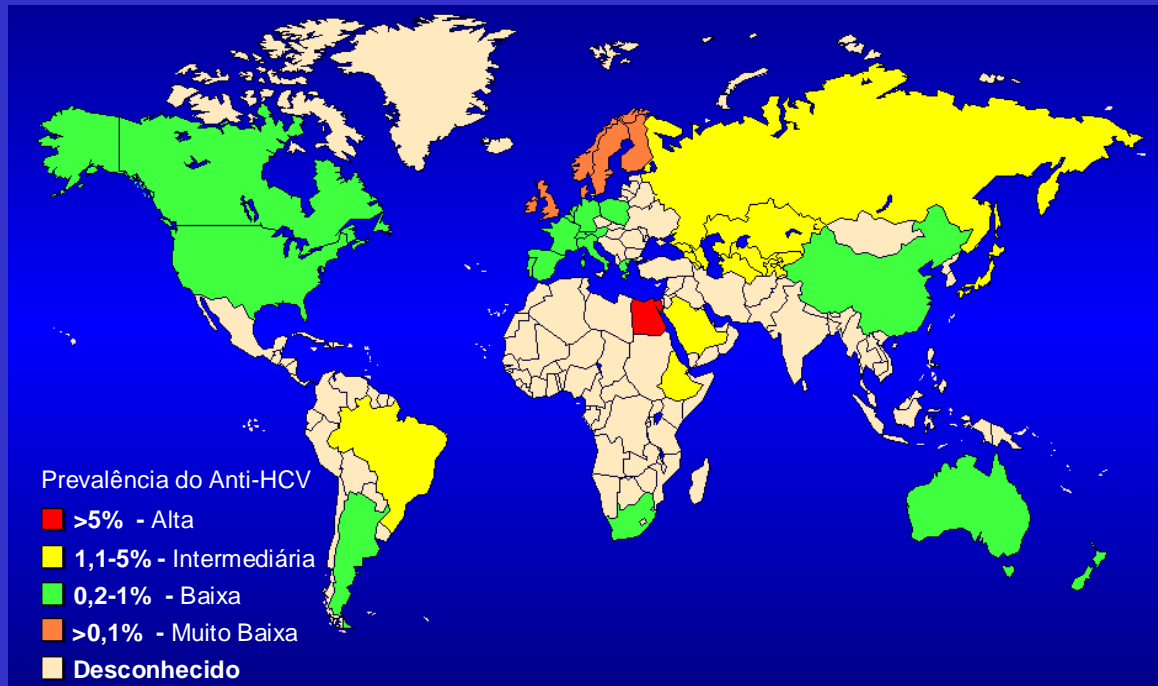 Prevalência do Anti-HCV
>5% - Alta
1,1-5% - Intermediária
0,2-1% - Baixa
>0,1% - Muito Baixa
Desconhecido